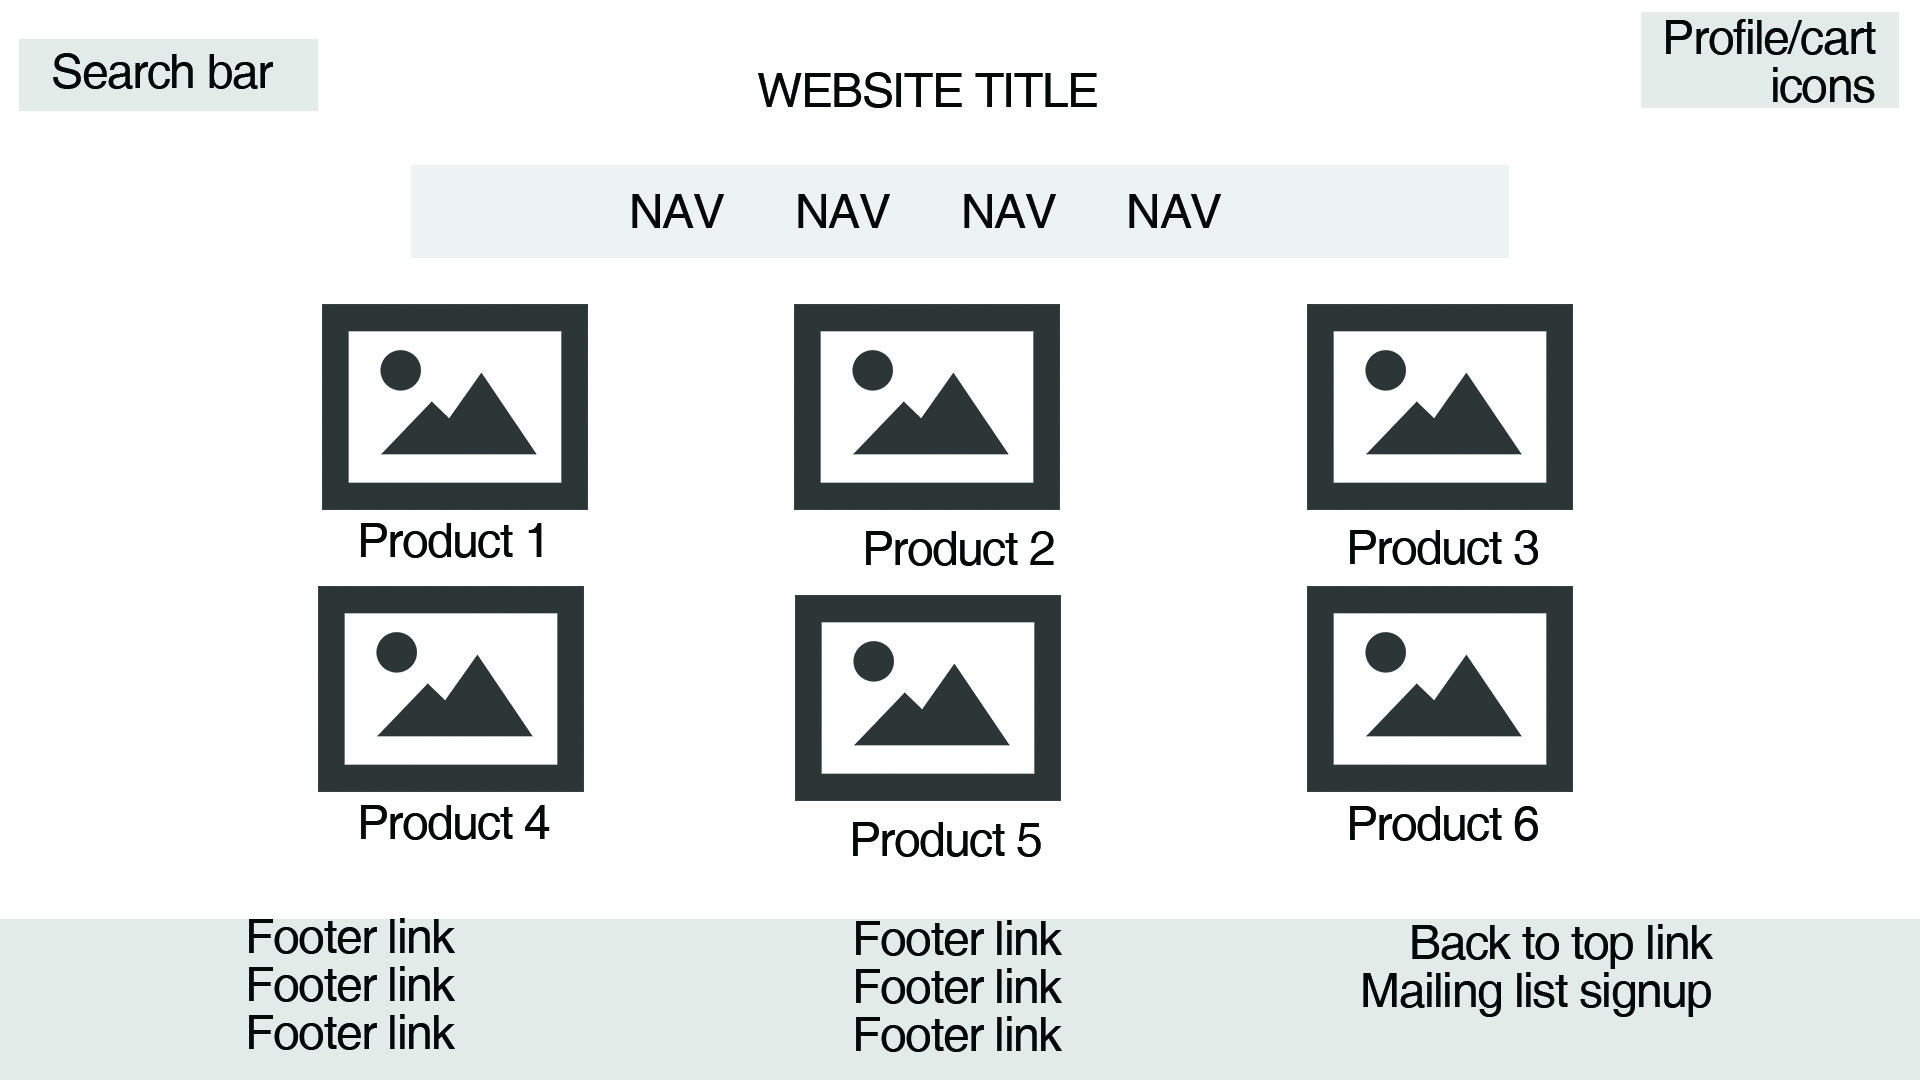 Search bar
WEBSITE TITLE
Profile/cart
icons
NAV NAV NAV NAV
Product 1
Product 2
Product 3
Product 4
Product 5
Product 6
Footer link
Footer link
Footer link
Footer link
Footer link
Footer link
Back to top link
Mailing list signup